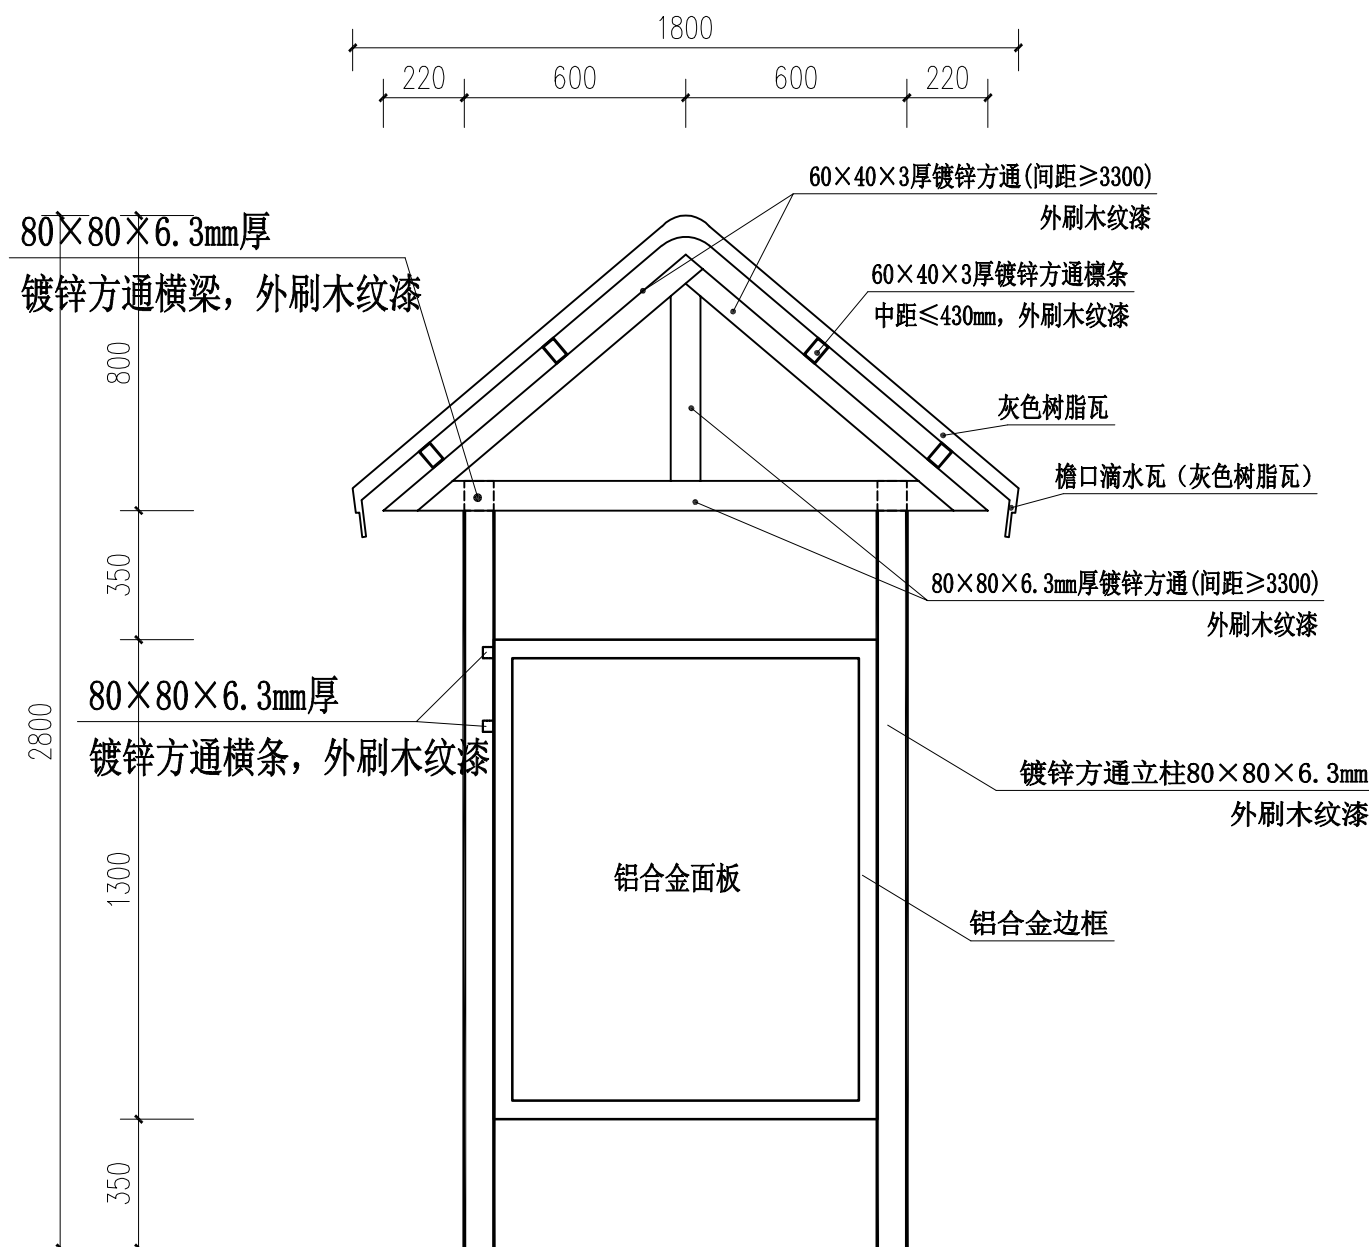 1800
220
600
600
220
60×40×3厚镀锌方通(间距≥3300)
外刷木纹漆
80×80×6.3mm厚
镀锌方通横梁，外刷木纹漆
60×40×3厚镀锌方通檩条
中距≤430mm，外刷木纹漆
800
灰色树脂瓦
檐口滴水瓦（灰色树脂瓦）
350
80×80×6.3mm厚镀锌方通(间距≥3300)
外刷木纹漆
80×80×6.3mm厚
镀锌方通横条，外刷木纹漆
2800
镀锌方通立柱80×80×6.3mm
外刷木纹漆
1300
铝合金面板
铝合金边框
350